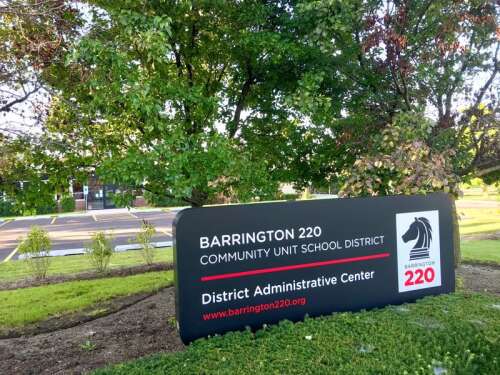 BARRINGTON 220
COMMUNITY UNIT SCHOOL DISTRICT
District Administrative Center
www.barrington220.org
BARRINGTON
220